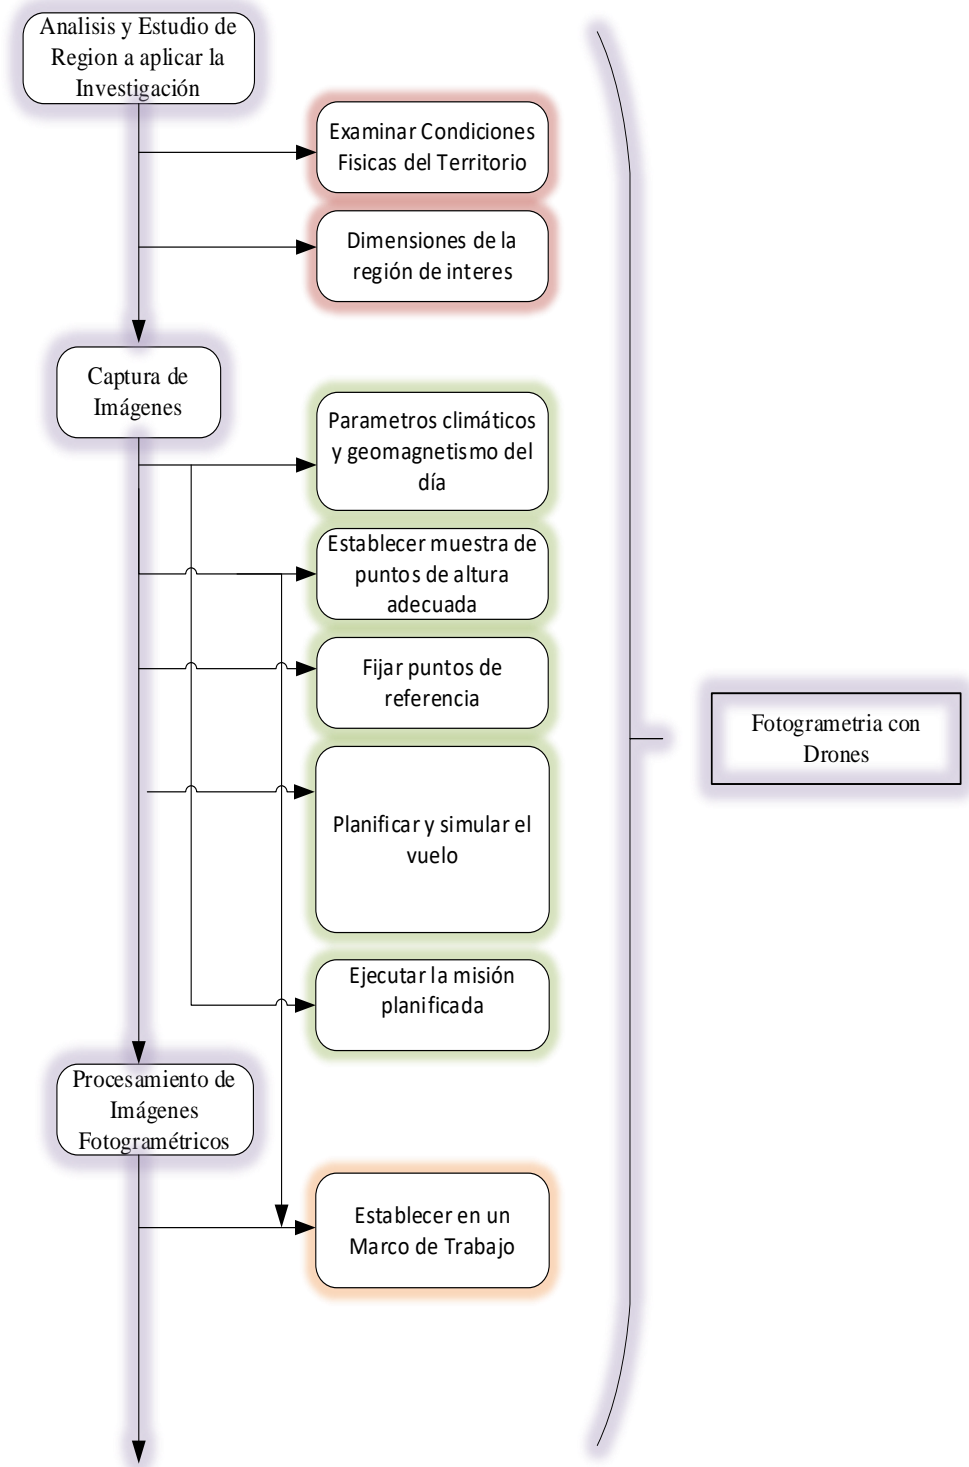 Analisis y Estudio de
Region a aplicar la
Investigación
Examinar Condiciones
Fisicas del Territorio
Dimensiones de la
región de interes
Captura de
Imágenes
Parametros climáticos
y geomagnetismo del
día
Establecer muestra de
puntos de altura
adecuada
Fijar puntos de
referencia
Planificar y simular el
vuelo
Ejecutar la misión
planificada
Procesamiento de
Imágenes
Fotogramétricos
Establecer en un
Marco de Trabajo
Fotogrametria con
Drones